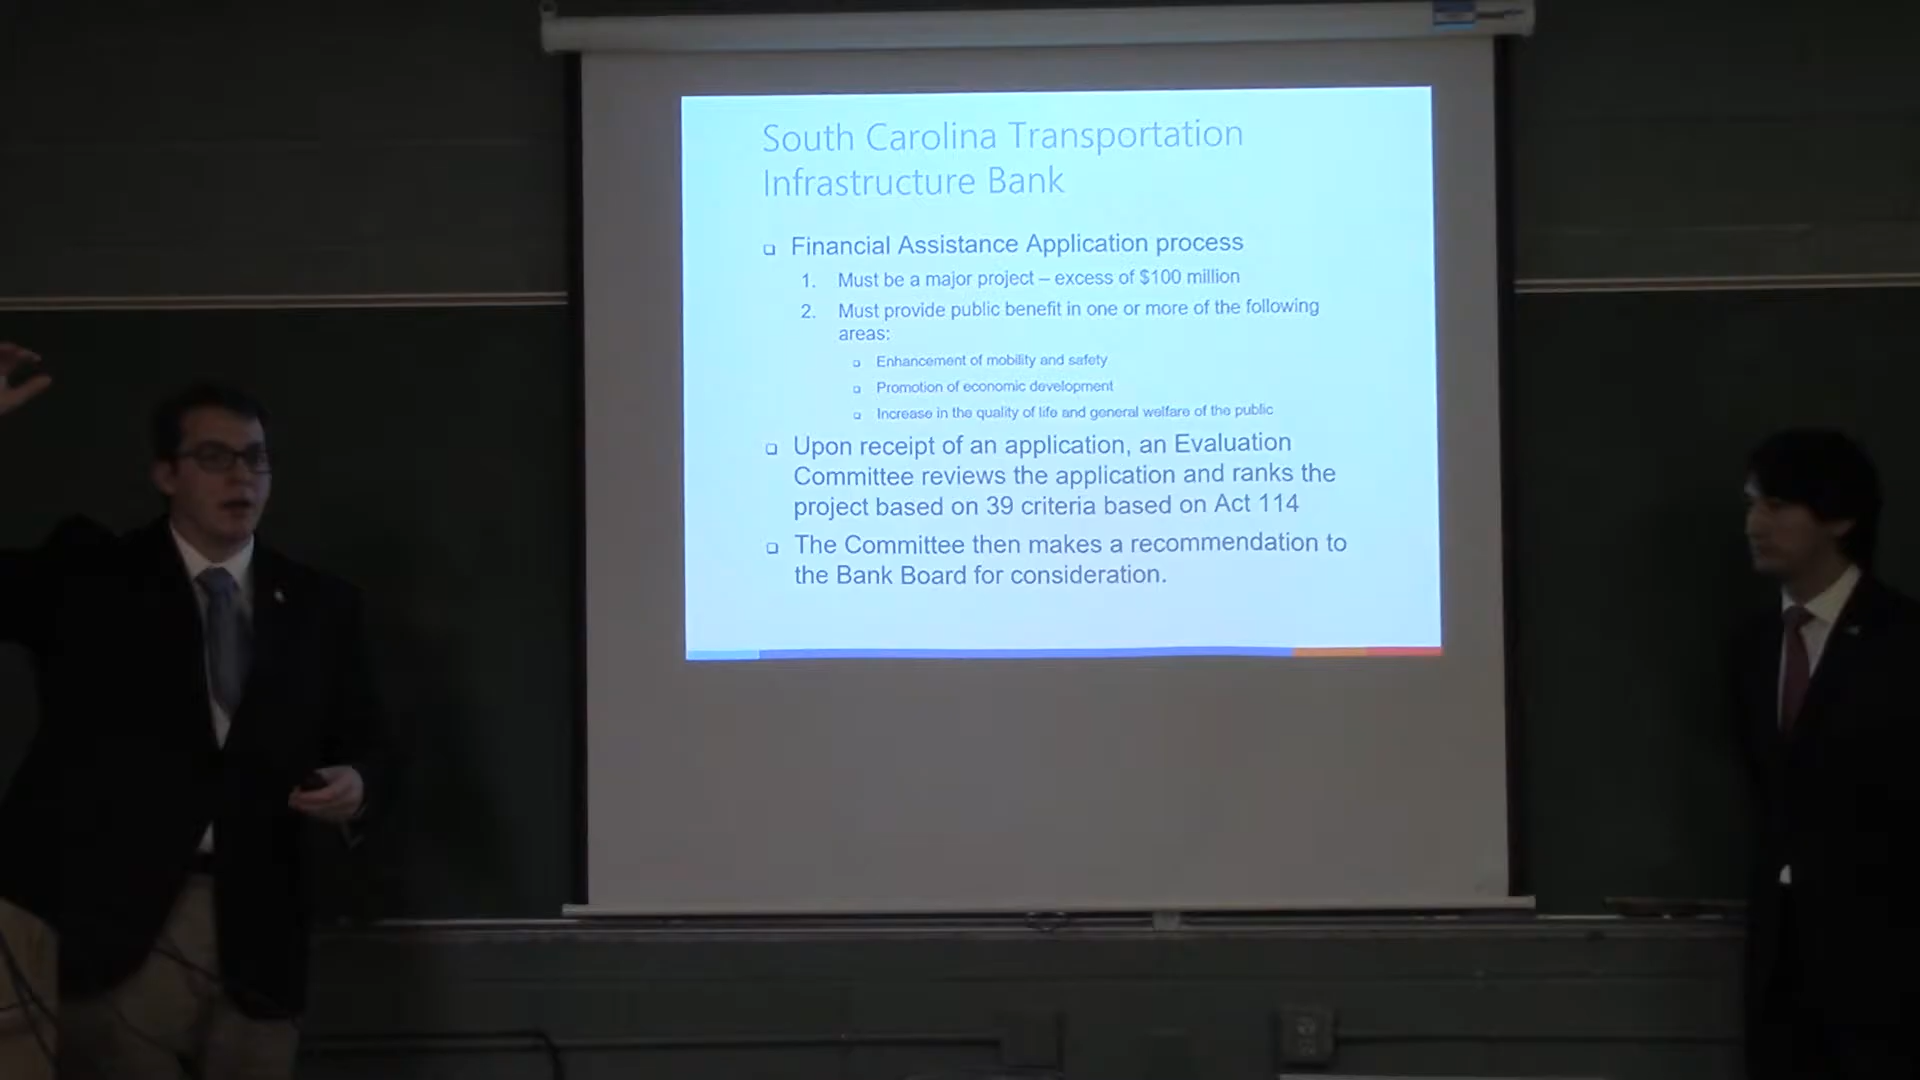 South Carolina Transportation
Infrastructure Bank
Financial Assistance Application process
1. Must be a major project – excess of $100 million
2. Must provide public benefit in one or more of the following
areas:
Enhancement of mobility and safety
Promotion of economic development
Increase in the quality of life and general welfare of the public
Upon receipt of an application, an Evaluation
Committee reviews the application and ranks the
project based on 39 criteria based on Act 114
The Committee then makes a recommendation to
the Bank Board for consideration.